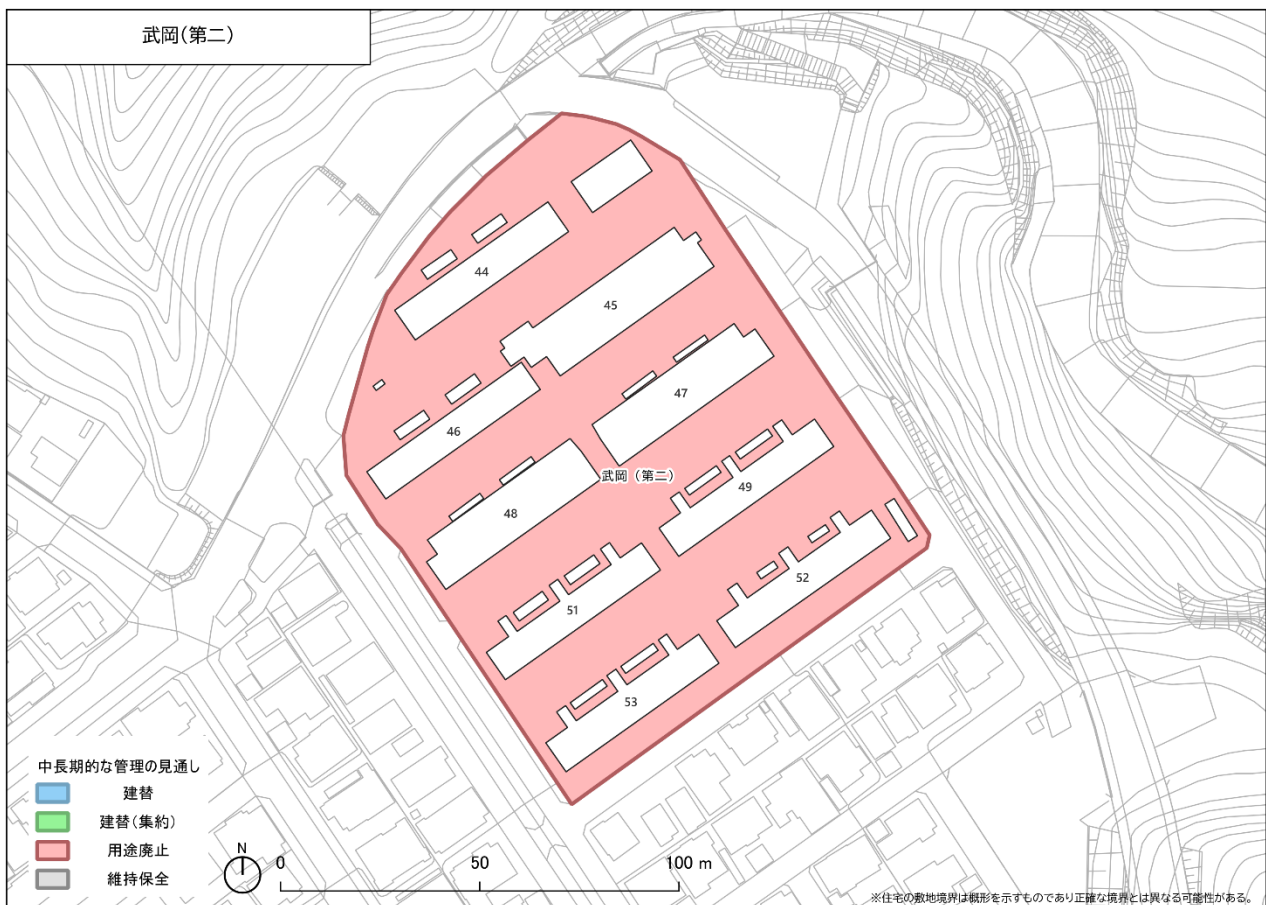 武岡(第二)
44
45
47
46
武岡（第二）
49
48
52
51
53
中長期的な管理の見通し
建替
建替(集約)
用途廃止
維持保全
N
0 50 100 m
※住宅の敷地境界は概形を示すものであり正確な境界とは異なる可能性がある。